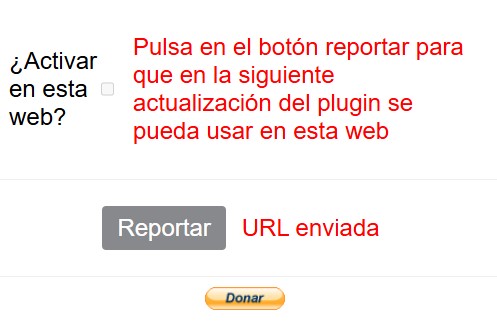 ¿Activar
en esta
web?
Pulsa en el botón reportar para
que en la siguiente
actualización del plugin se
pueda usar en esta web
Reportar
URL enviada
Donar